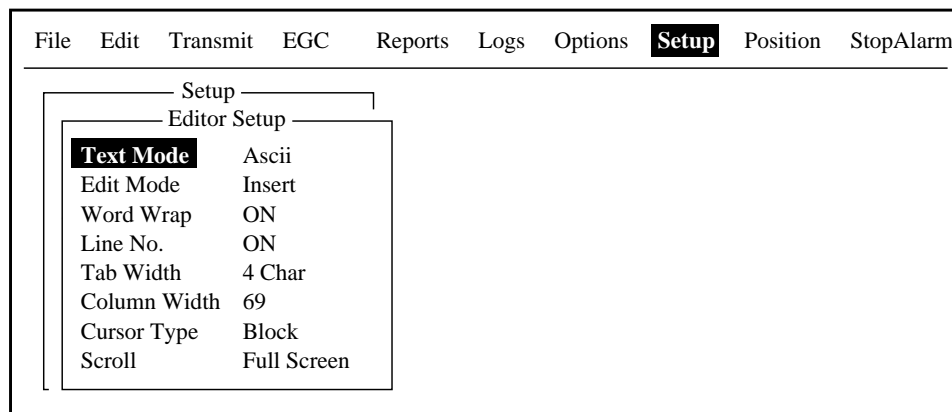 File Edit Transmit EGC Reports Logs Options Setup Position StopAlarm
Setup
Editor Setup
Text Mode Ascii
Edit Mode Insert
Word Wrap ON
Line No. ON
Tab Width 4 Char
Column Width 69
Cursor Type Block
Scroll Full Screen